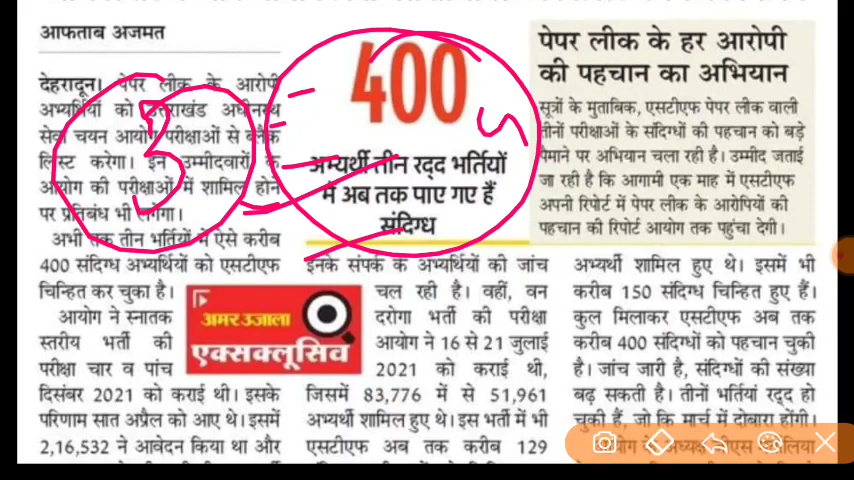 आफताब अजमत
देहरादून। पेपर लीक के आरोपी
अभ्यर्थियों को उत्तराखंड अधीनस्थ
सेवा चयन आयोग परीक्षाओं से ब्लैक
लिस्ट करेगा। इन उम्मीदवारों के
आयोग की परीक्षाओं में शामिल होने
पर प्रतिबंध भी लगेगा।
अभी तक तीन भर्तियों में ऐसे करीब
400 संदिग्ध अभ्यर्थियों को एसटीएफ
चिन्हित कर चुका है।
आयोग ने स्नातक
स्तरीय भर्ती की
परीक्षा चार व पांच
दिसंबर 2021 को कराई थी। इसके
परिणाम सात अप्रैल को आए थे। इसमें
2,16,532 ने आवेदन किया था और
3
400
अभ्यर्थी तीन रद्द भर्तियों
में अब तक पाए गए हैं
संदिग्ध
अमर उजाला
एक्सक्लूसिव
इनके संपर्क के अभ्यर्थियों की जांच
चल रही है। वहीं, वन
दरोगा भर्ती की परीक्षा
आयोग ने 16 से 21 जुलाई
2021 को कराई थी,
जिसमें 83,776 में से 51,961
अभ्यर्थी शामिल हुए थे। इस भर्ती में भी
एसटीएफ अब तक करीब 129
पेपर लीक के हर आरोपी
की पहचान का अभियान
सूत्रों के मुताबिक, एसटीएफ पेपर लीक वाली
तीनों परीक्षाओं के संदिग्धों की पहचान को बड़े
पैमाने पर अभियान चला रही है। उम्मीद जताई
जा रही है कि आगामी एक माह में एसटीएफ
अपनी रिपोर्ट में पेपर लीक के आरोपियों की
पहचान की रिपोर्ट आयोग तक पहुंचा देगी।
अभ्यर्थी शामिल हुए थे। इसमें भी
करीब 150 संदिग्ध चिन्हित हुए हैं।
कुल मिलाकर एसटीएफ अब तक
करीब 400 संदिग्धों को पहचान चुकी
है। जांच जारी है, संदिग्धों की संख्या
बढ़ सकती है। तीनों भर्तियां रद्द हो
चुकी हैं, जो कि मार्च में दोबारा होंगी।
के अध्यक्ष